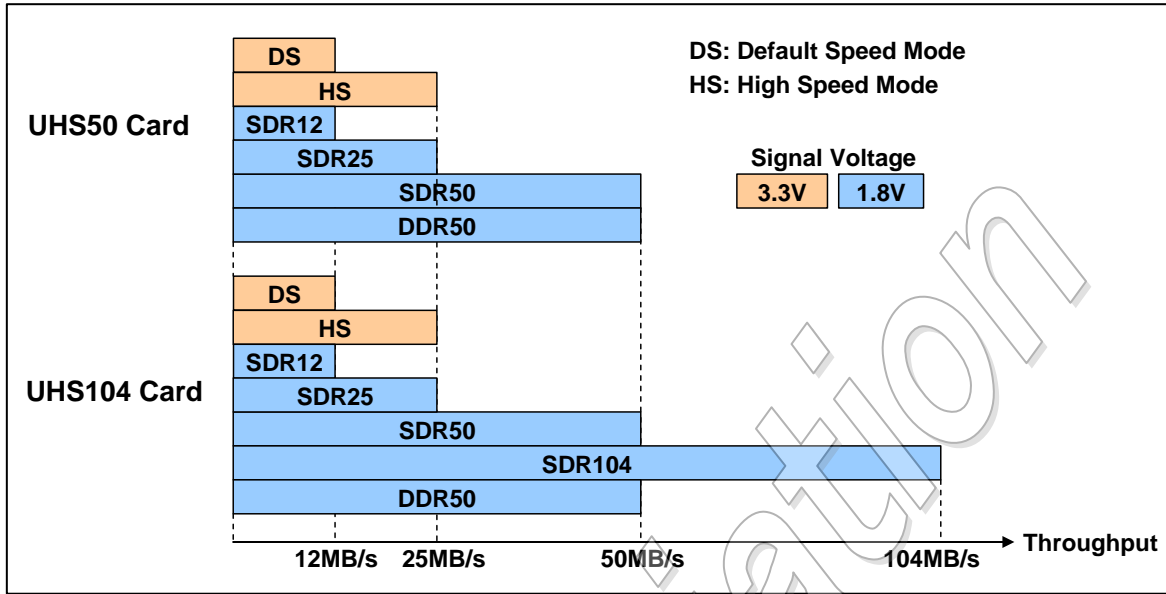 DS: Default Speed Mode
HS: High Speed Mode
Signal Voltage
3.3V 1.8V
UHS50 Card
DS
HS
SDR12
SDR25
SDR50
DDR50
UHS104 Card
DS
HS
SDR12
SDR25
SDR50
SDR104
DDR50
12MB/s 25MB/s 50MB/s 104MB/s
Throughput